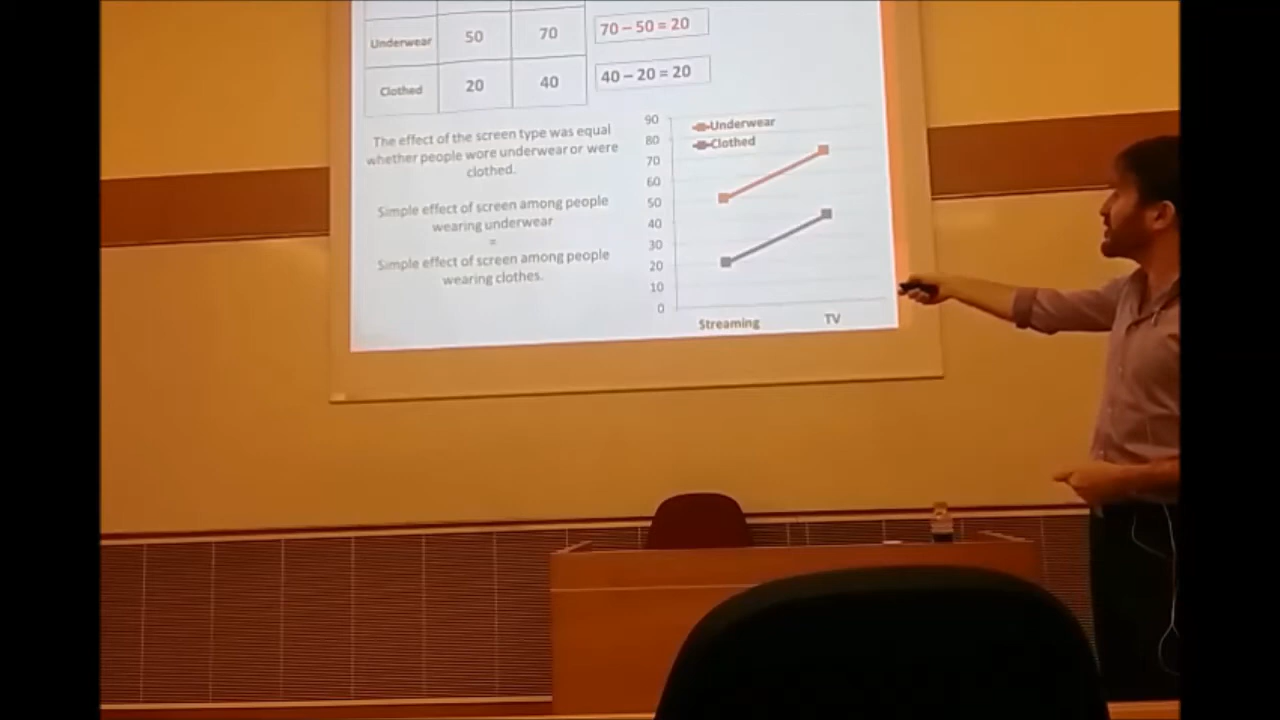 Underwear 50 70 70 – 50 = 20
Clothed 20 40 40 – 20 = 20
The effect of the screen type was equal
whether people wore underwear or were
clothed.
Simple effect of screen among people
wearing underwear
=
Simple effect of screen among people
wearing clothes.
90
80
70
60
50
40
30
20
10
0
Underwear
Clothed
Streaming TV